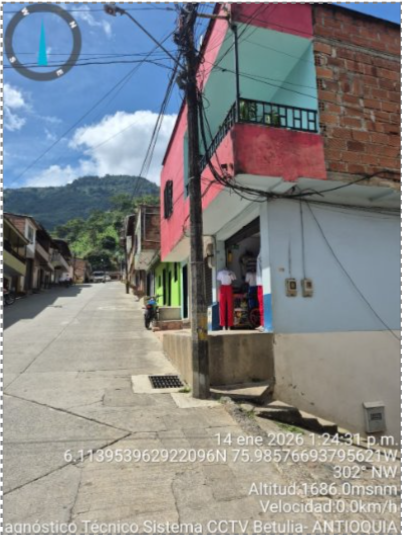 14 ene 2026 1:24:31 p.m.
6.113953962922096N 75.98576693795621W
302° NW
Altitud:1686.0msnm
Velocidad:0.0km/h
agnóstico Técnico Sistema CCTV Betulia- ANTIOQUIA